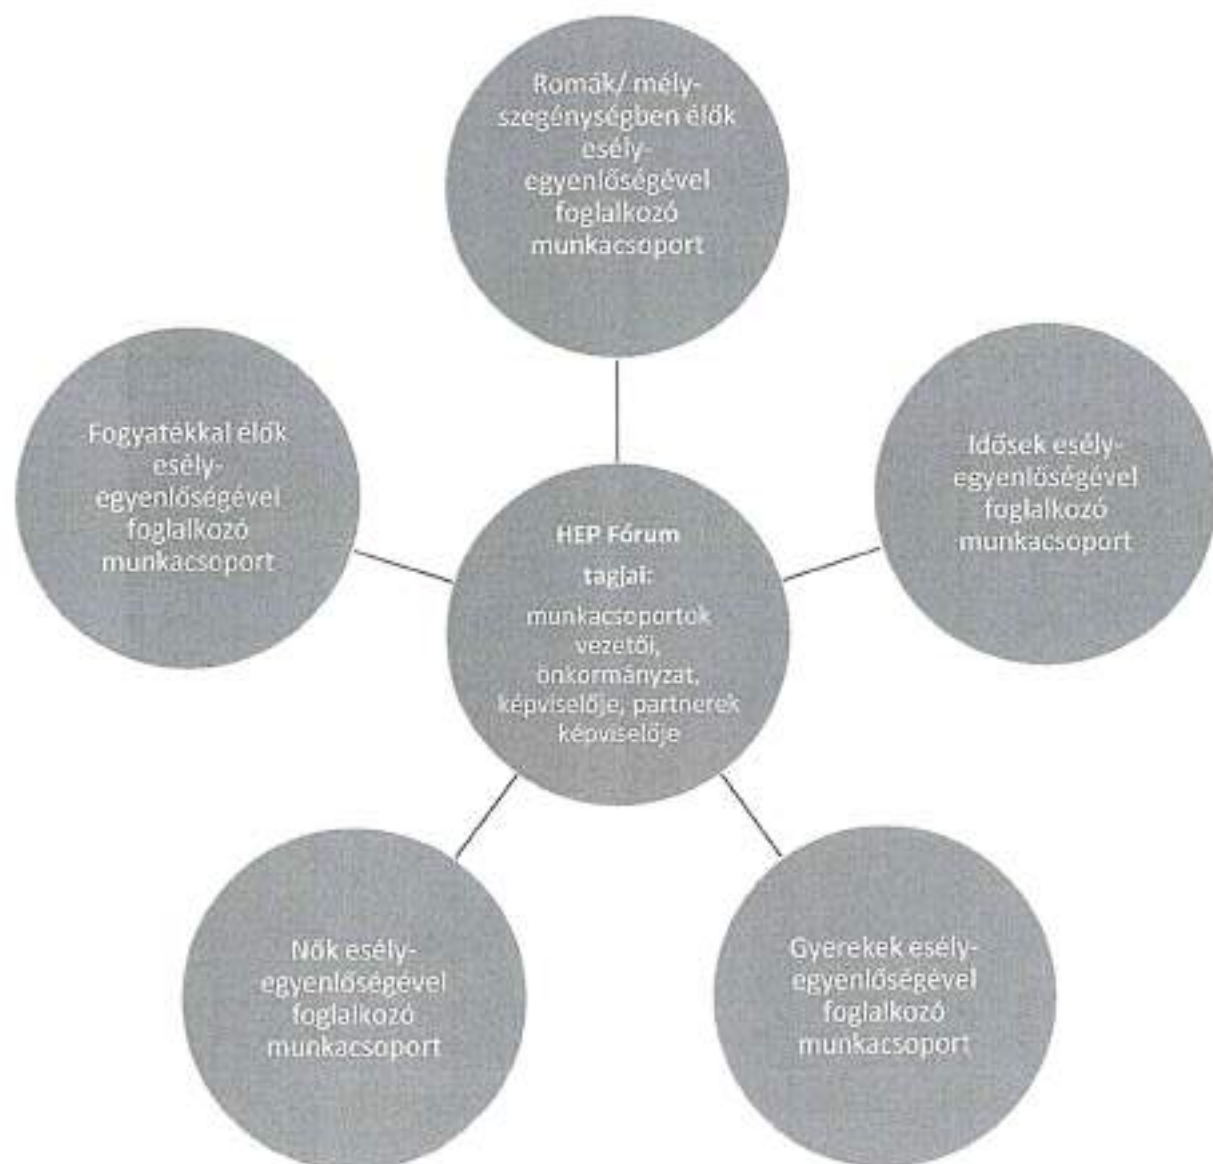 Romák/ mély-
szegénységben élők
esély-
egyenlőségével
foglalkozó
munkacsoport
Fogyatékkal élők
esély-
egyenlőségével
foglalkozó
munkacsoport
Idősek esély-
egyenlőségével
foglalkozó
munkacsoport
HEP Fórum
tagjai:
munkacsoportok
vezetői,
önkormányzat,
képviselője, partnerek
képviselője
Nők esély-
egyenlőségével
foglalkozó
munkacsoport
Gyerekek esély-
egyenlőségével
foglalkozó
munkacsoport